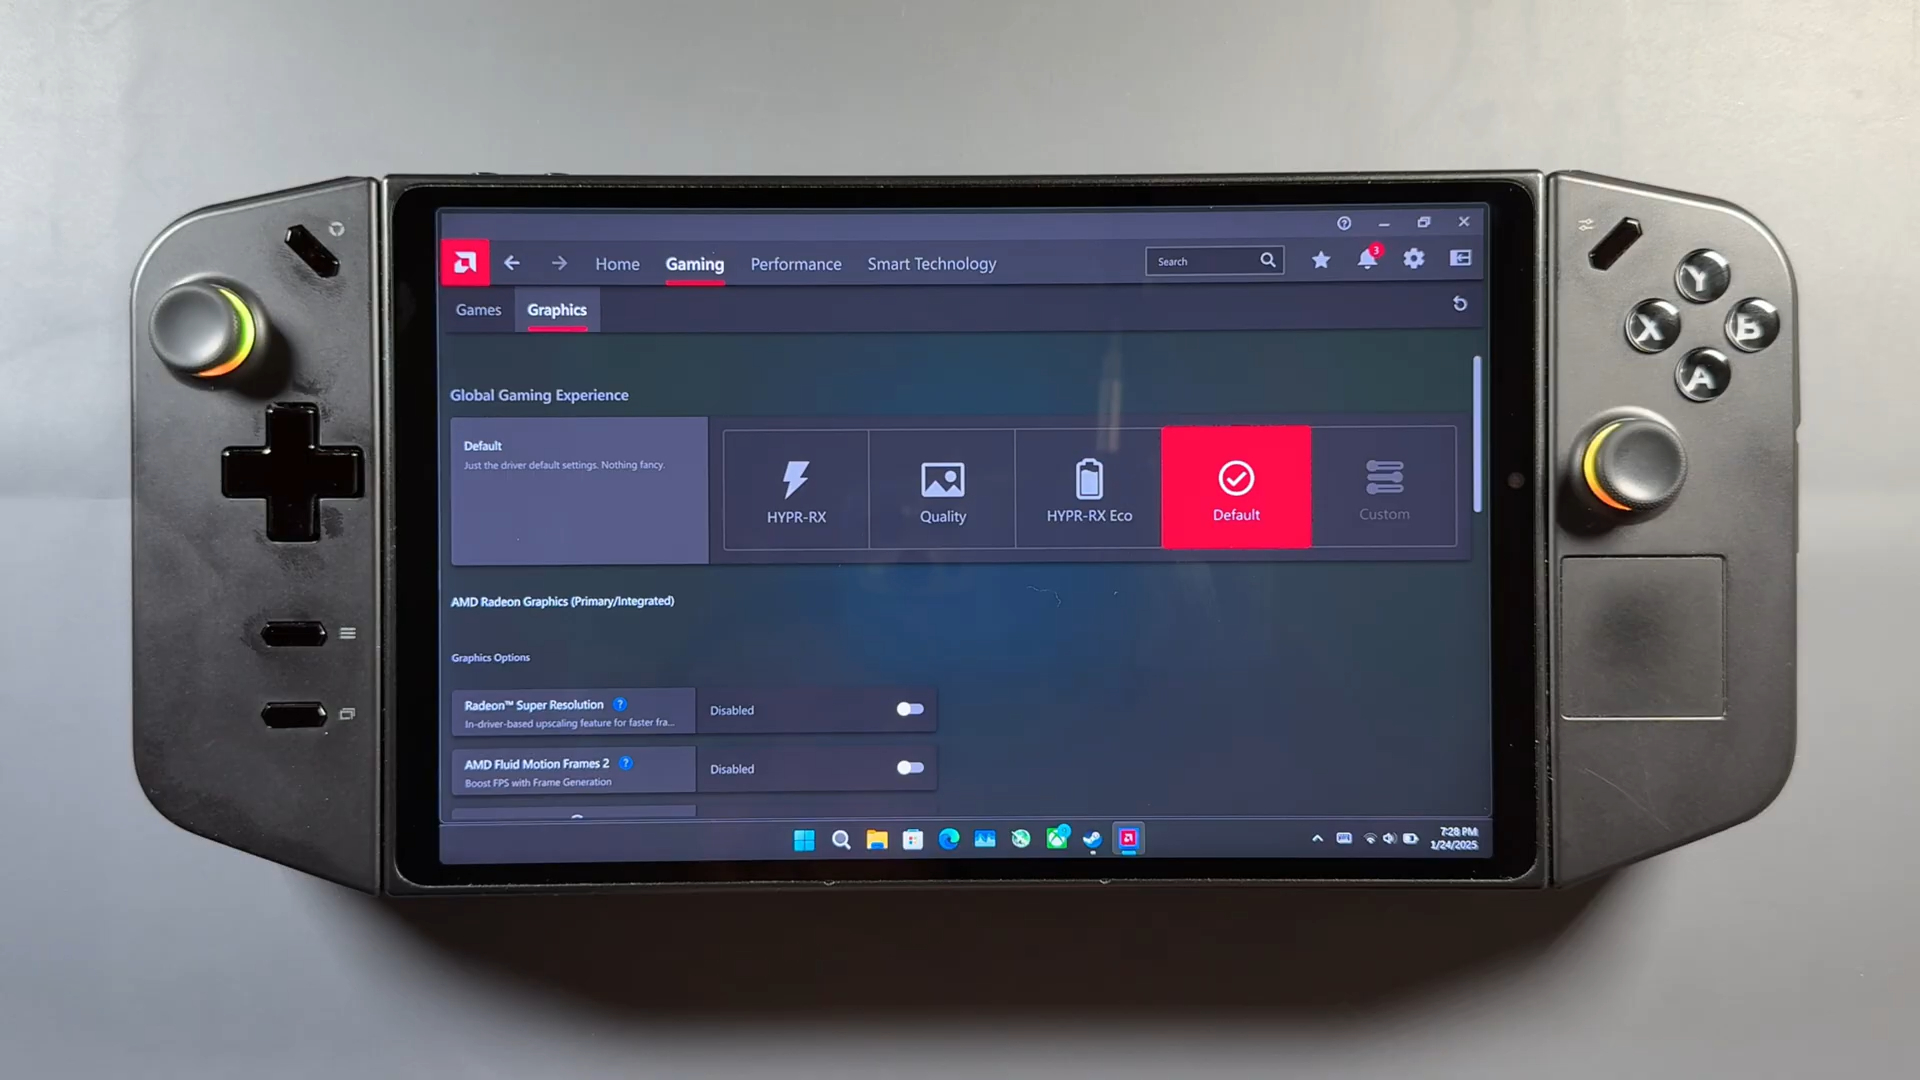 Home Gaming Performance Smart Technology Search 3
Games Graphics
Global Gaming Experience
Default
Just the driver default settings. Nothing fancy.
HYPR-RX Quality HYPR-RX Eco Default Custom
AMD Radeon Graphics (Primary/Integrated)
Graphics Options
Radeon™ Super Resolution ?
In-driver-based upscaling feature for faster fra...
Disabled
AMD Fluid Motion Frames 2 ?
Boost FPS with Frame Generation
Disabled
7:28 PM
1/24/2025
Y
X B
A